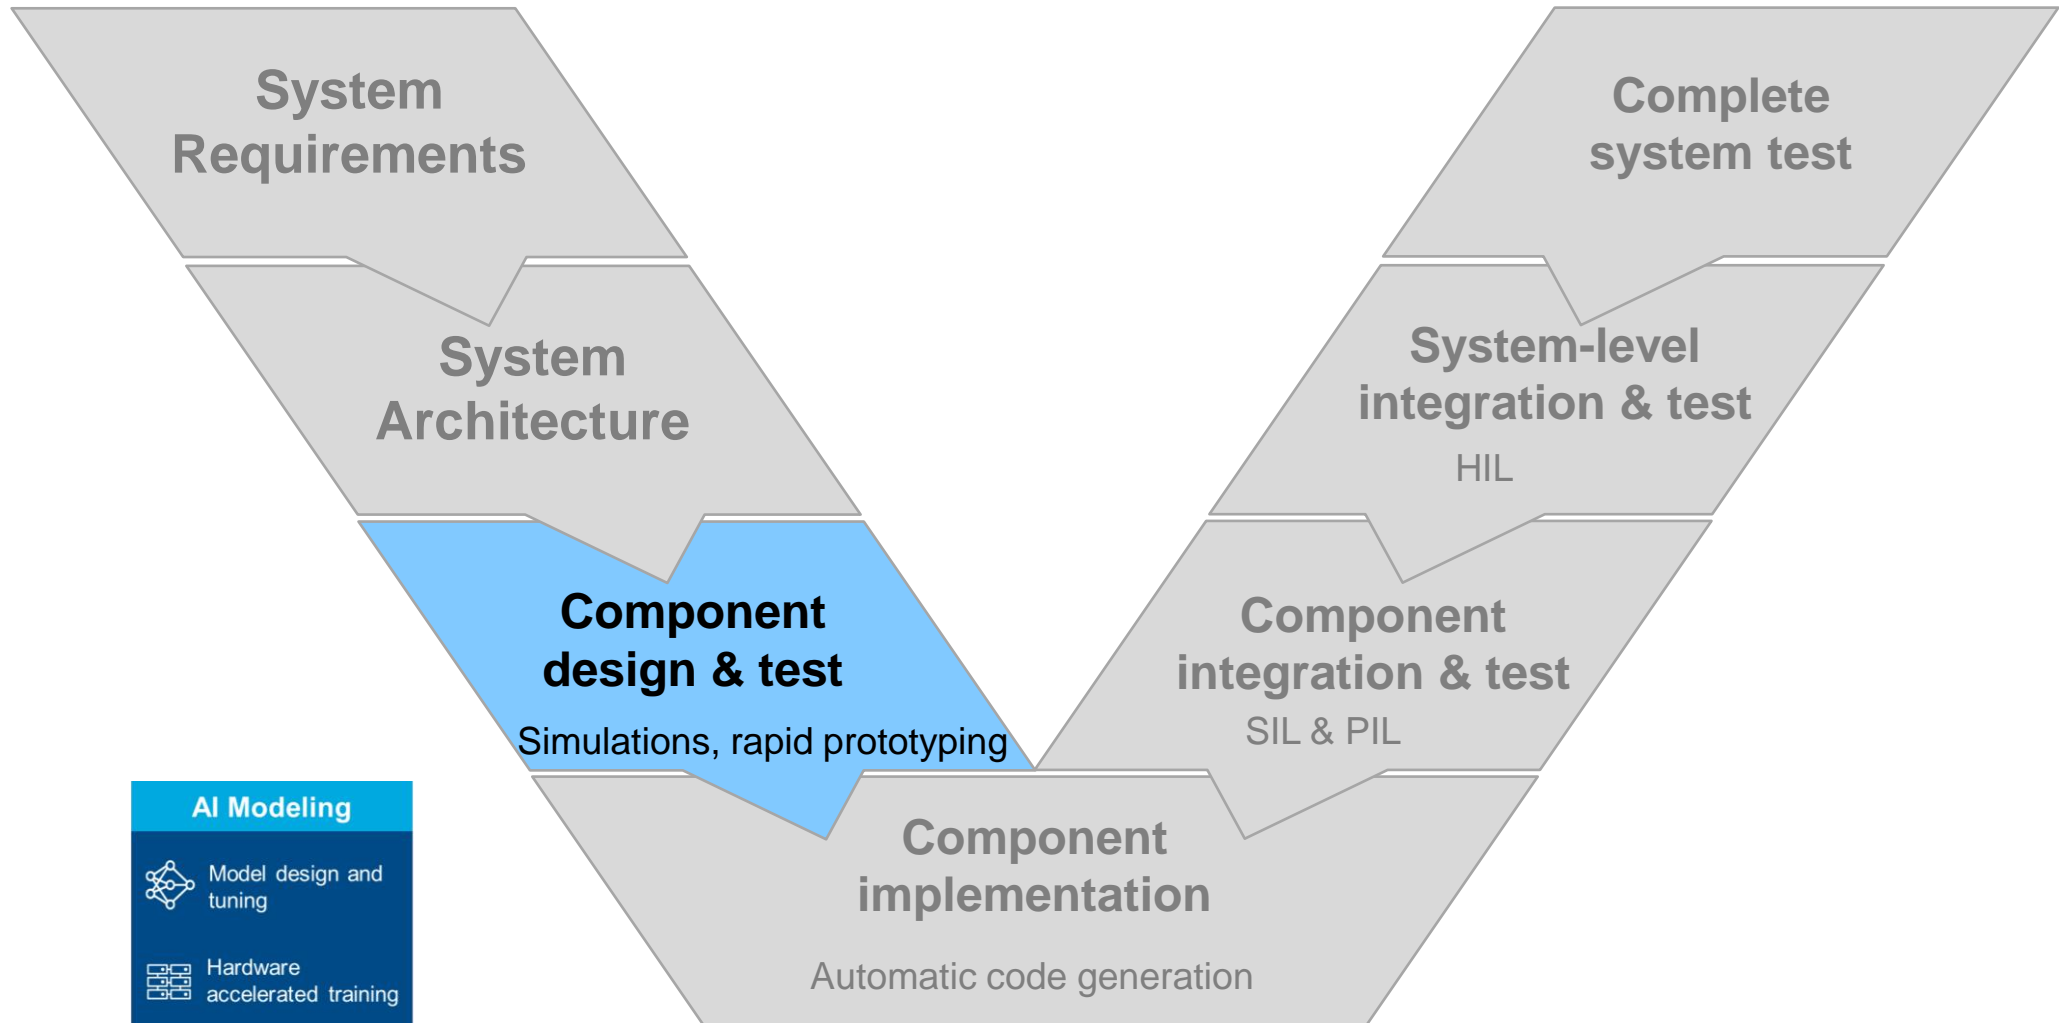 System
Requirements
System
Architecture
Component
design & test
Simulations, rapid prototyping
Component
implementation
Automatic code generation
Component
integration & test
SIL & PIL
System-level
integration & test
HIL
Complete
system test
AI Modeling
Model design and
tuning
Hardware
accelerated training